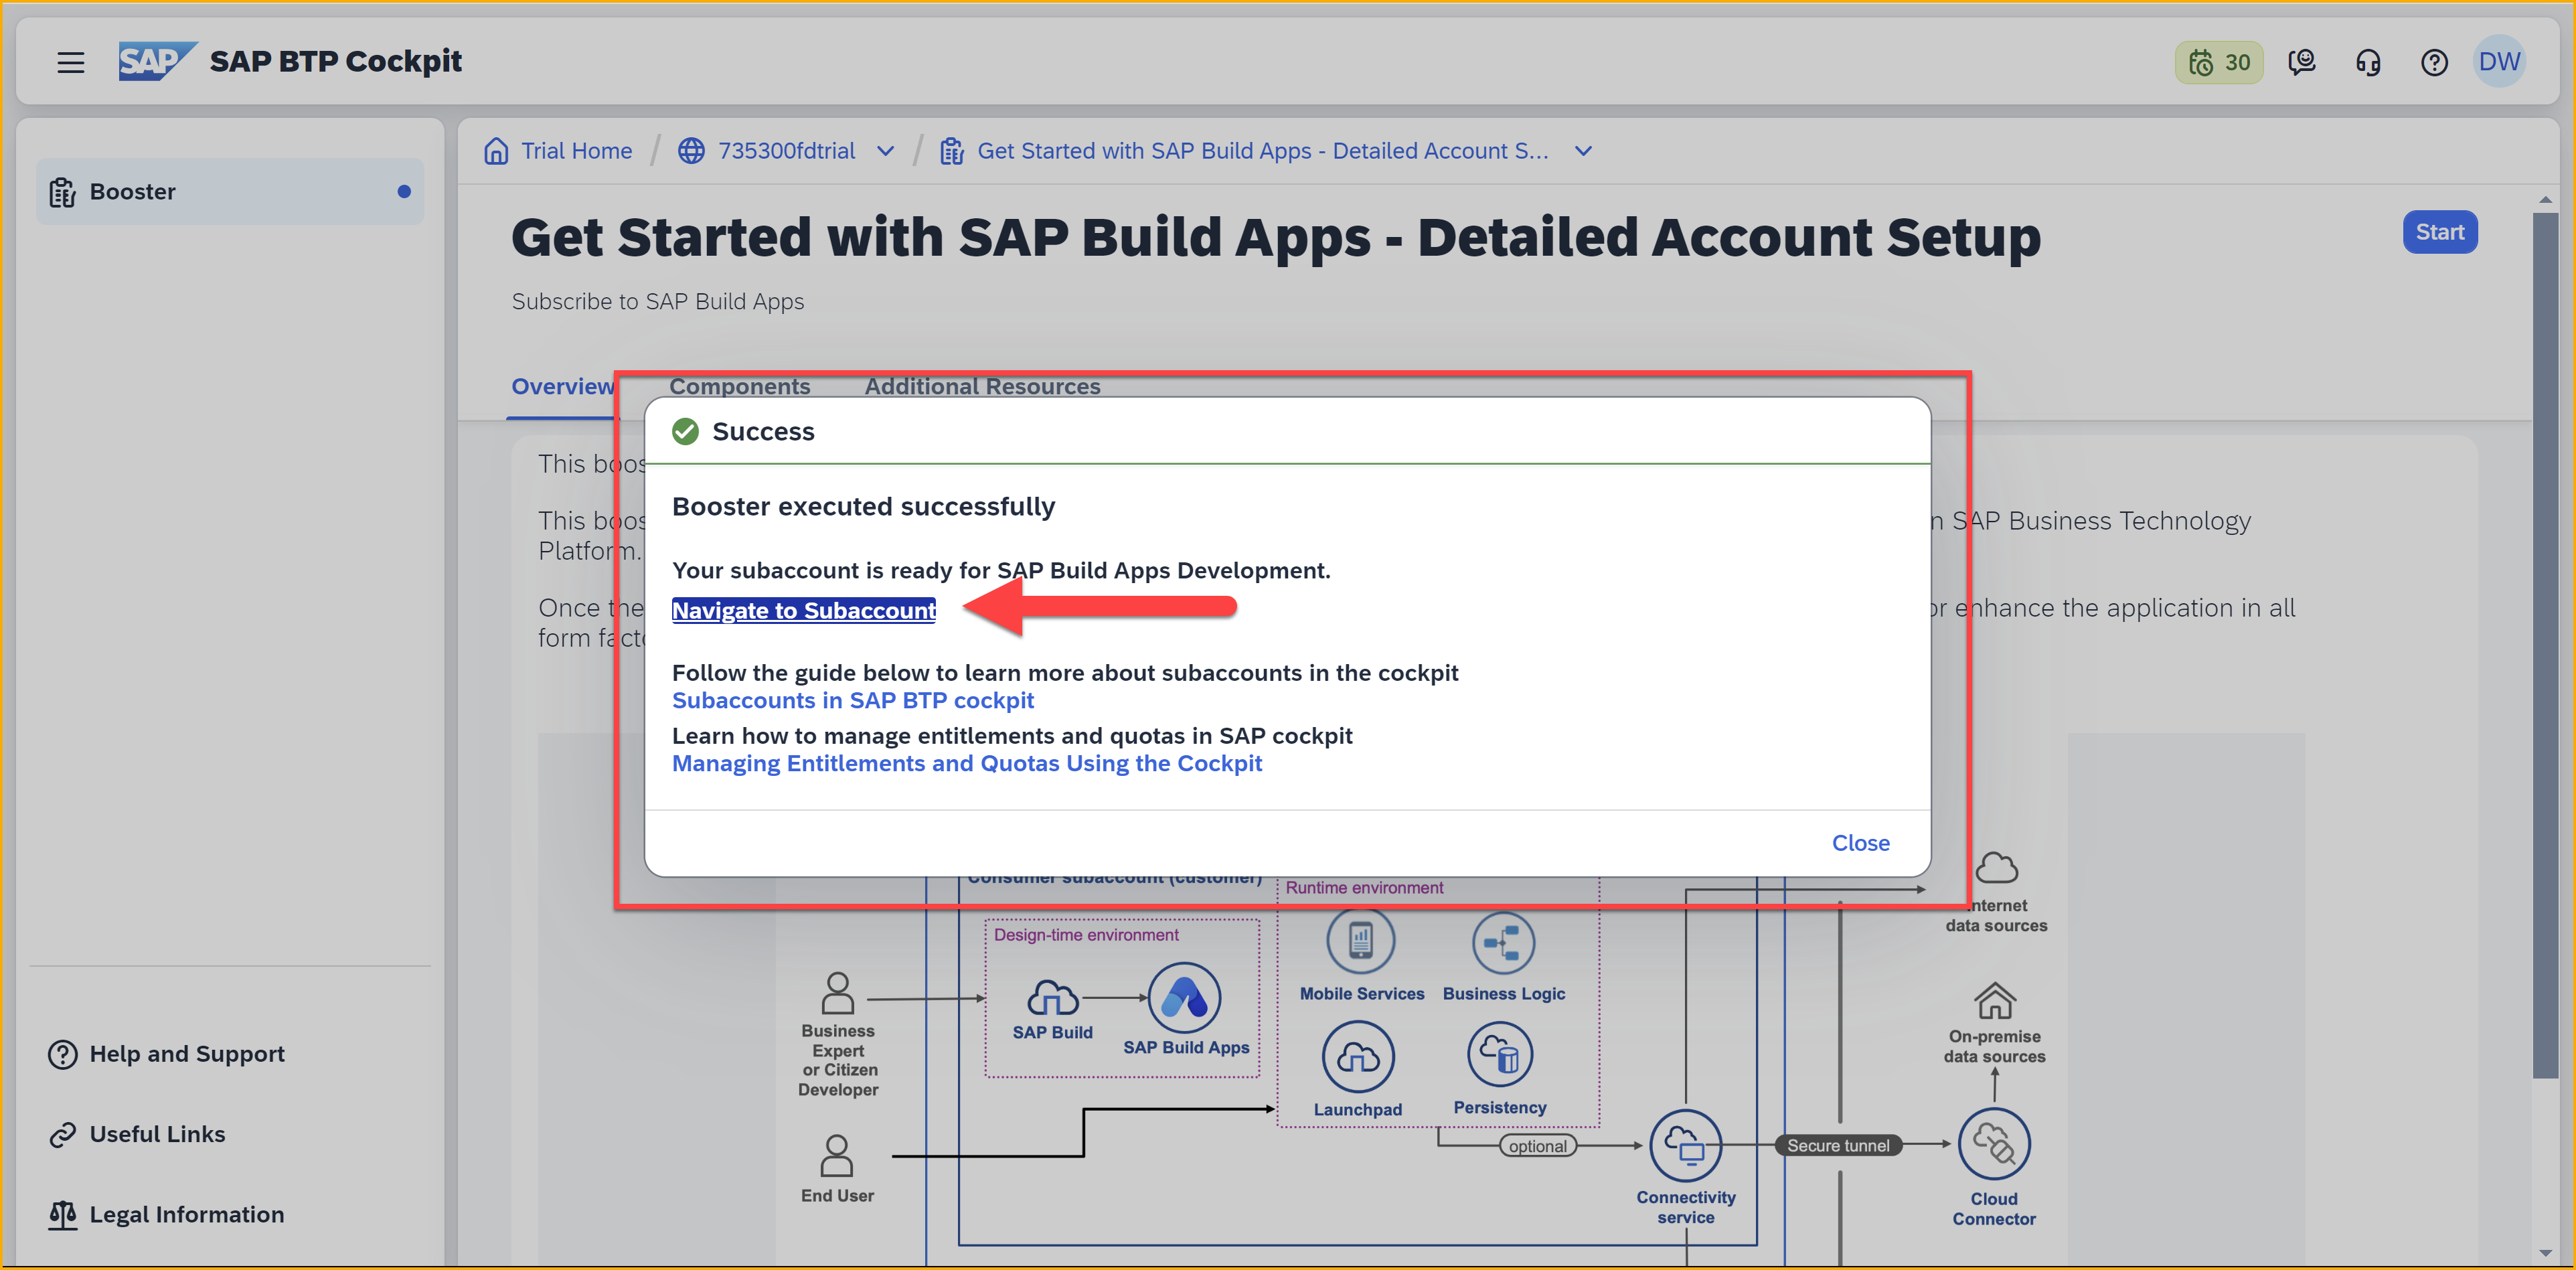 SAP SAP BTP Cockpit 30 DW
Booster
Trial Home / 735300fdtrial / Get Started with SAP Build Apps - Detailed Account S...
Get Started with SAP Build Apps - Detailed Account Setup
Start
Subscribe to SAP Build Apps
Overview Components Additional Resources
Success
This boos
Booster executed successfully
This boos n SAP Business Technology
Platform.
Your subaccount is ready for SAP Build Apps Development.
Navigate to Subaccount
Once the or enhance the application in all
form facto
Follow the guide below to learn more about subaccounts in the cockpit
Subaccounts in SAP BTP cockpit
Learn how to manage entitlements and quotas in SAP cockpit
Managing Entitlements and Quotas Using the Cockpit
Close
Consumer subaccount (customer)
Runtime environment
Internet
data sources
Design-time environment
Mobile Services
Business Logic
SAP Build
SAP Build Apps
Business
Expert
or Citizen
Developer
On-premise
data sources
Launchpad
Persistency
optional
Secure tunnel
End User
Connectivity
service
Cloud
Connector
Help and Support
Useful Links
Legal Information